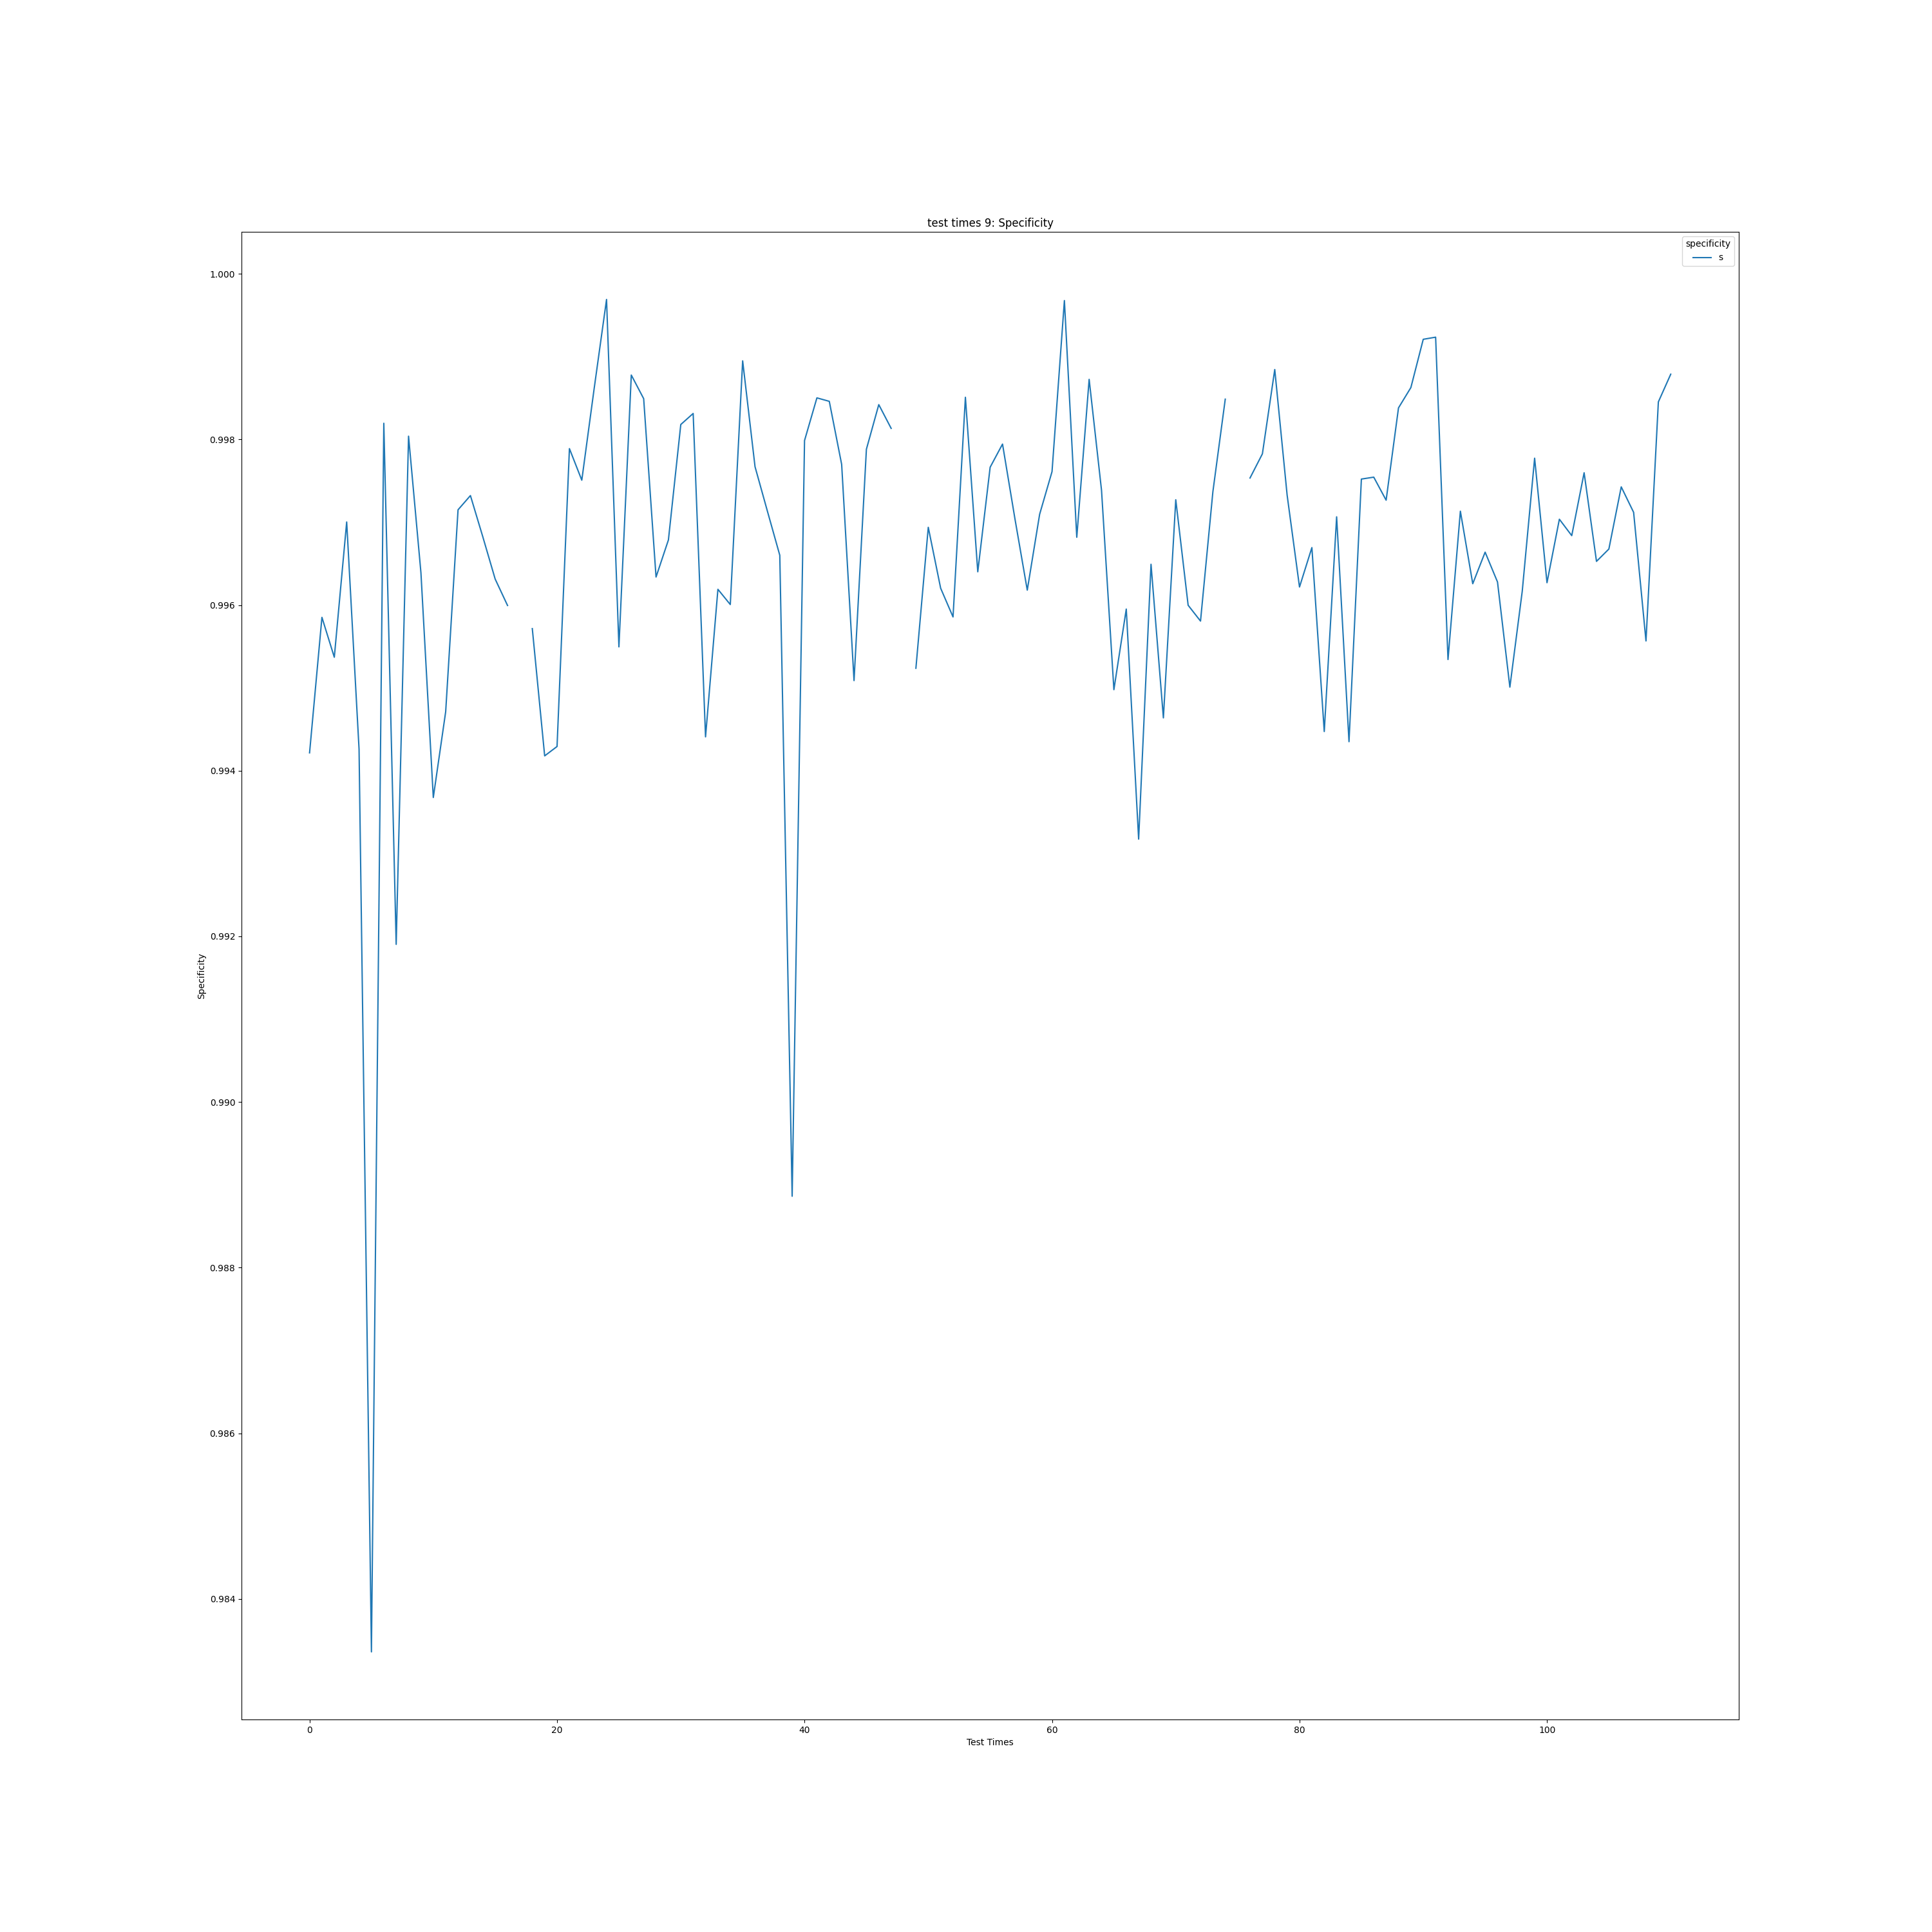 test times 9: Specificity
specificity
s
1.000
0.998
0.996
0.994
0.992
0.990
0.988
0.986
0.984
Specificity
0 20 40 60 80 100
Test Times